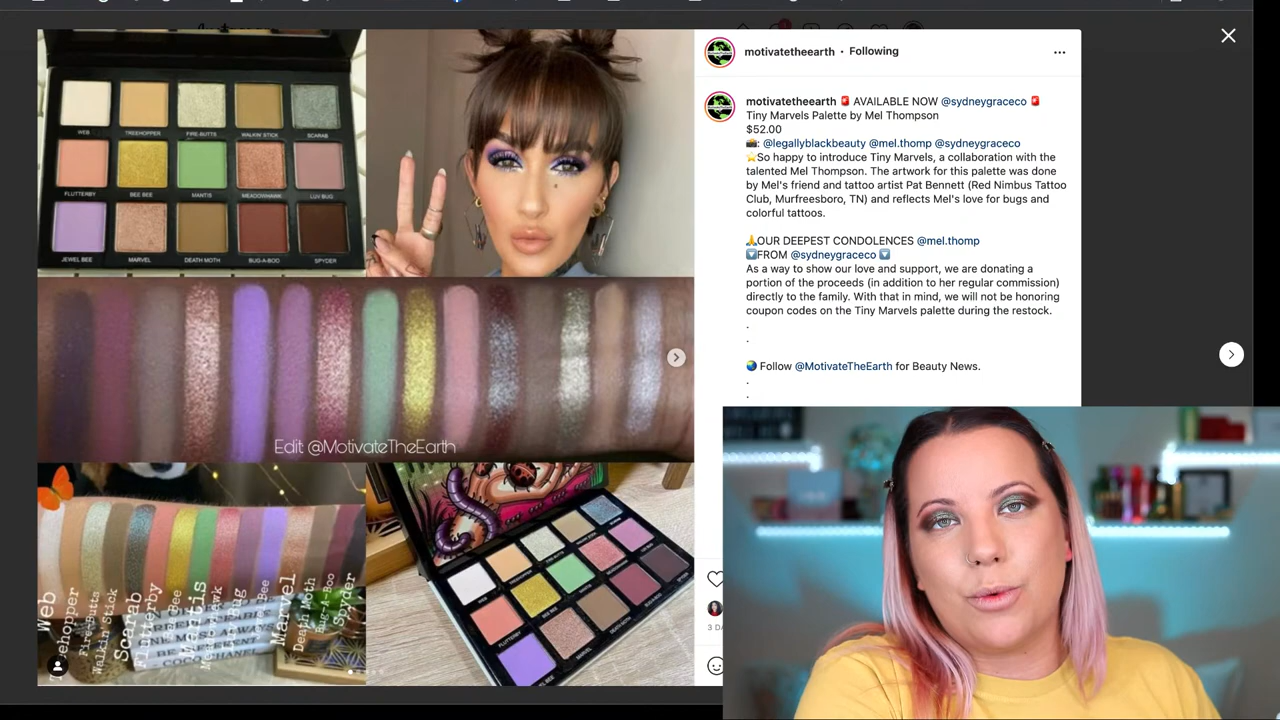 WEB
TREEHOPPER
FIRE-BUTTS
WALKIN' STICK
SCARAB
FLUTTERBY
BEE BEE
MANTIS
MEADOWHAWK
LUV BUG
JEWEL BEE
MARVEL
DEATH MOTH
BUG-A-BOO
SPYDER
Edit @MotivateTheEarth
Web
Fire-Butts
Walkin' Stick
Scarab
Flutterby
Bee
Mantis
Bug
Bee
Marvel
Death Moth
Bug-A-Boo
Spyder
COCO CHANEL
motivatetheearth • Following
motivatetheearth 🚨 AVAILABLE NOW @sydneygraceco 🚨
Tiny Marvels Palette by Mel Thompson
$52.00
📸: @legallyblackbeauty @mel.thomp @sydneygraceco
⭐So happy to introduce Tiny Marvels, a collaboration with the
talented Mel Thompson. The artwork for this palette was done
by Mel's friend and tattoo artist Pat Bennett (Red Nimbus Tattoo
Club, Murfreesboro, TN) and reflects Mel's love for bugs and
colorful tattoos.
🙏OUR DEEPEST CONDOLENCES @mel.thomp
🔽FROM @sydneygraceco 🔽
As a way to show our love and support, we are donating a
portion of the proceeds (in addition to her regular commission)
directly to the family. With that in mind, we will not be honoring
coupon codes on the Tiny Marvels palette during the restock.
.
.
🌏 Follow @MotivateTheEarth for Beauty News.
.
.
3 DA